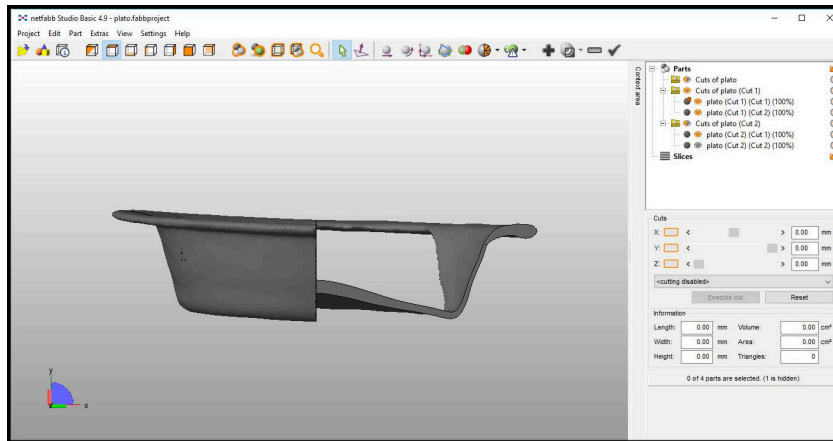 netfabb Studio Basic 4.9 - plato.fabbproject
Project Edit Part Extras View Settings Help
Context area
Parts
Cuts of plato
Cuts of plato (Cut 1)
plato (Cut 1) (Cut 1) (100%)
plato (Cut 1) (Cut 2) (100%)
Cuts of plato (Cut 2)
plato (Cut 2) (Cut 1) (100%)
plato (Cut 2) (Cut 2) (100%)
Slices
Cuts
X: < > 0.00 mm
Y: < > 0.00 mm
Z: < > 0.00 mm
<cutting disabled>
Execute cut Reset
Information
Length: 0.00 mm Volume: 0.00 cm³
Width: 0.00 mm Area: 0.00 cm²
Height: 0.00 mm Triangles: 0
0 of 4 parts are selected. (1 is hidden)
y
x